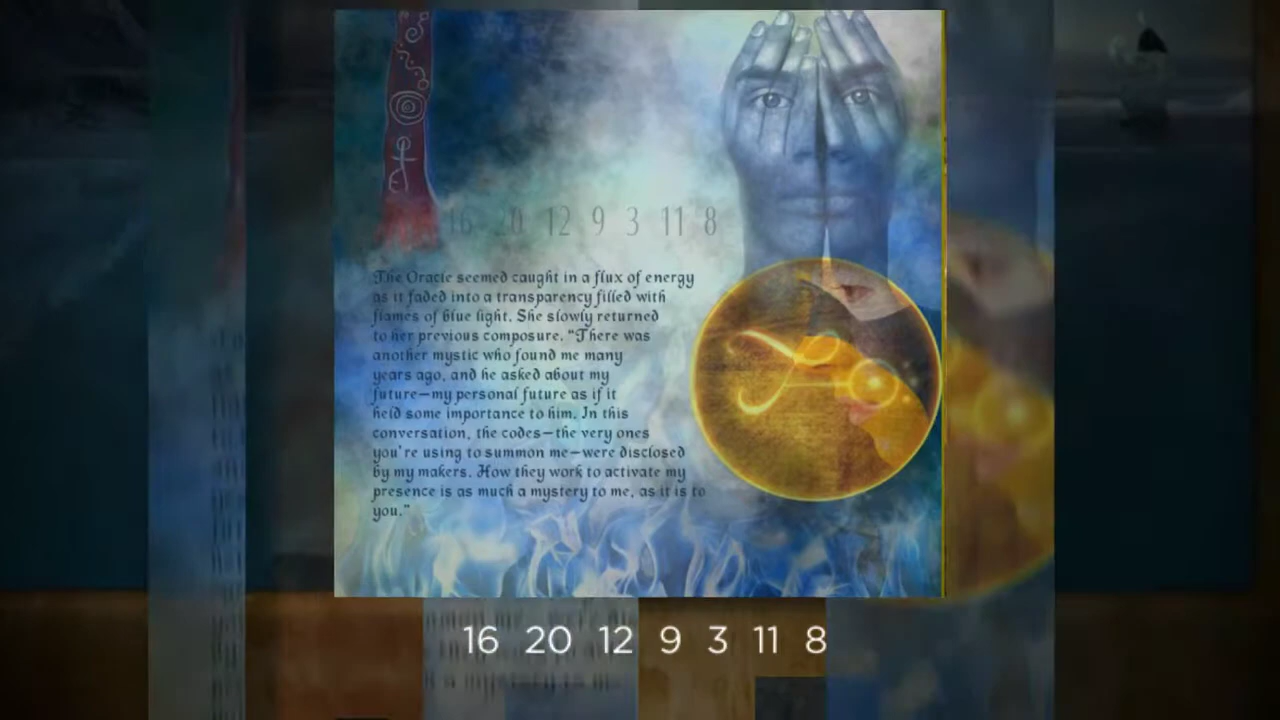 16 20 12 9 3 11 8
The Oracle seemed caught in a flux of energy
as it faded into a transparency filled with
flames of blue light. She slowly returned
to her previous composure. “There was
another mystic who found me many
years ago, and he asked about my
future—my personal future as if it
held some importance to him. In this
conversation, the codes—the very ones
you're using to summon me—were disclosed
by my makers. How they work to activate my
presence is as much a mystery to me, as it is to
you.”
16 20 12 9 3 11 8